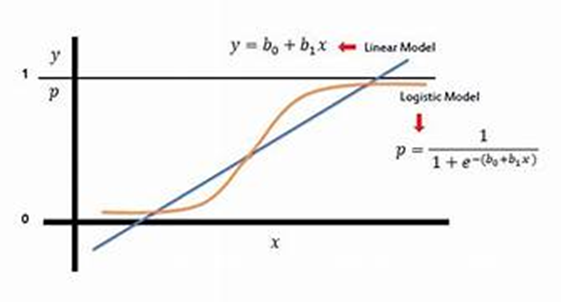 y = b₀ + b₁x
Linear Model
y
1
p
Logistic Model
p = 1 / (1 + e^−(b₀+b₁x))
0
x